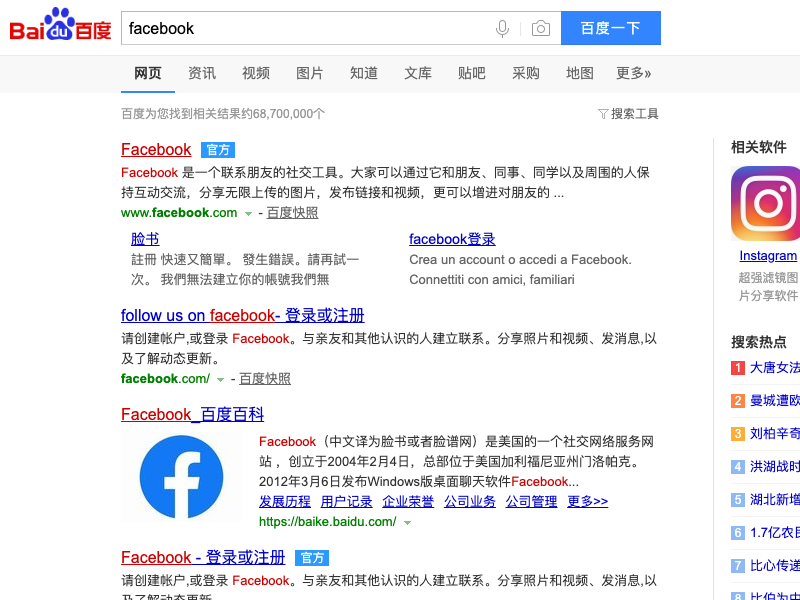 Bai du 百度
facebook
百度一下
网页 资讯 视频 图片 知道 文库 贴吧 采购 地图 更多»
百度为您找到相关结果约68,700,000个
搜索工具
Facebook 官方
Facebook 是一个联系朋友的社交工具。大家可以通过它和朋友、同事、同学以及周围的人保
持互动交流，分享无限上传的图片，发布链接和视频，更可以增进对朋友的 ...
www.facebook.com - 百度快照
脸书
註冊 快速又簡單。 發生錯誤。請再試一
次。 我們無法建立你的帳號我們無
facebook登录
Crea un account o accedi a Facebook.
Connettiti con amici, familiari
follow us on facebook- 登录或注册
请创建帐户,或登录 Facebook。与亲友和其他认识的人建立联系。分享照片和视频、发消息,以
及了解动态更新。
facebook.com/ - 百度快照
Facebook_百度百科
Facebook（中文译为脸书或者脸谱网）是美国的一个社交网络服务网
站 ，创立于2004年2月4日，总部位于美国加利福尼亚州门洛帕克。
2012年3月6日发布Windows版桌面聊天软件Facebook...
发展历程 用户记录 企业荣誉 公司业务 公司管理 更多>>
https://baike.baidu.com/
Facebook - 登录或注册 官方
请创建帐户,或登录 Facebook。与亲友和其他认识的人建立联系。分享照片和视频、发消息,以
及了解动态更新。
相关软件
Instagram
超强滤镜图
片分享软件
搜索热点
1 大唐女法
2 曼城遭欧
3 刘柏辛奇
4 洪湖战时
5 湖北新增
6 1.7亿农民
7 比心传递
8 比伯为中